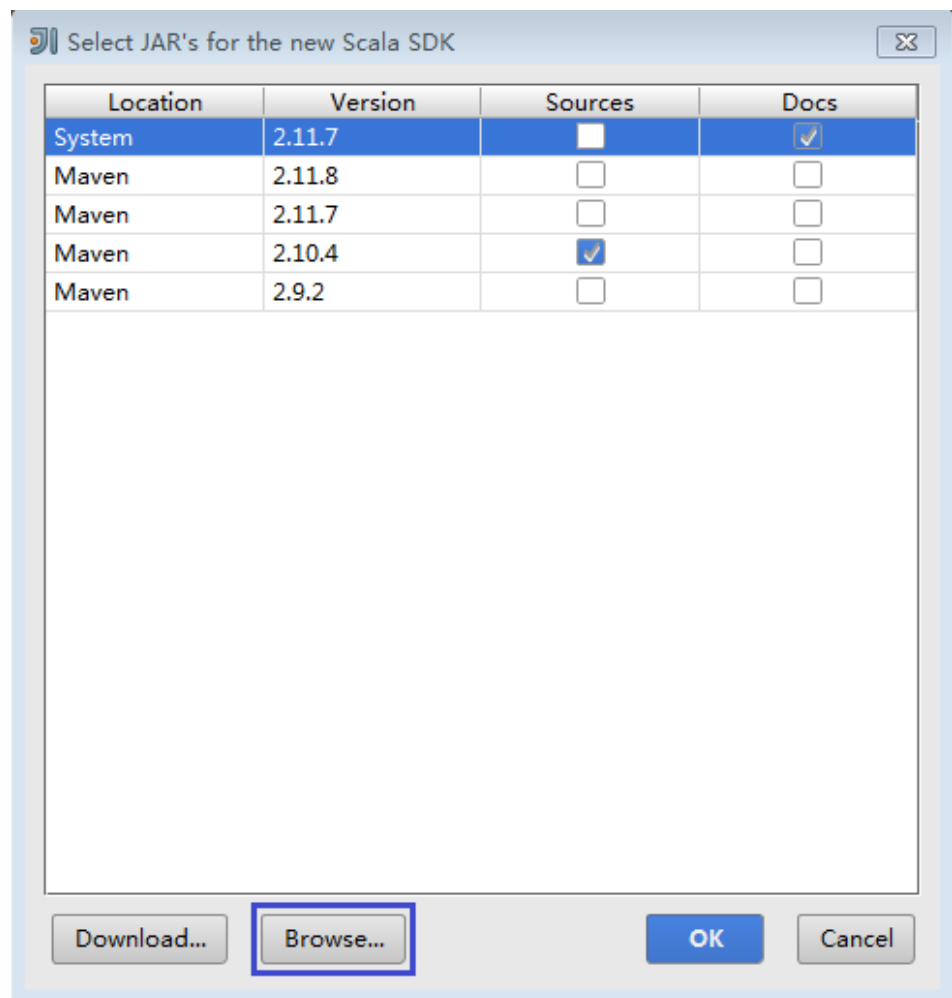 Select JAR's for the new Scala SDK
Location Version Sources Docs
System 2.11.7
Maven 2.11.8
Maven 2.11.7
Maven 2.10.4
Maven 2.9.2
Download... Browse... OK Cancel